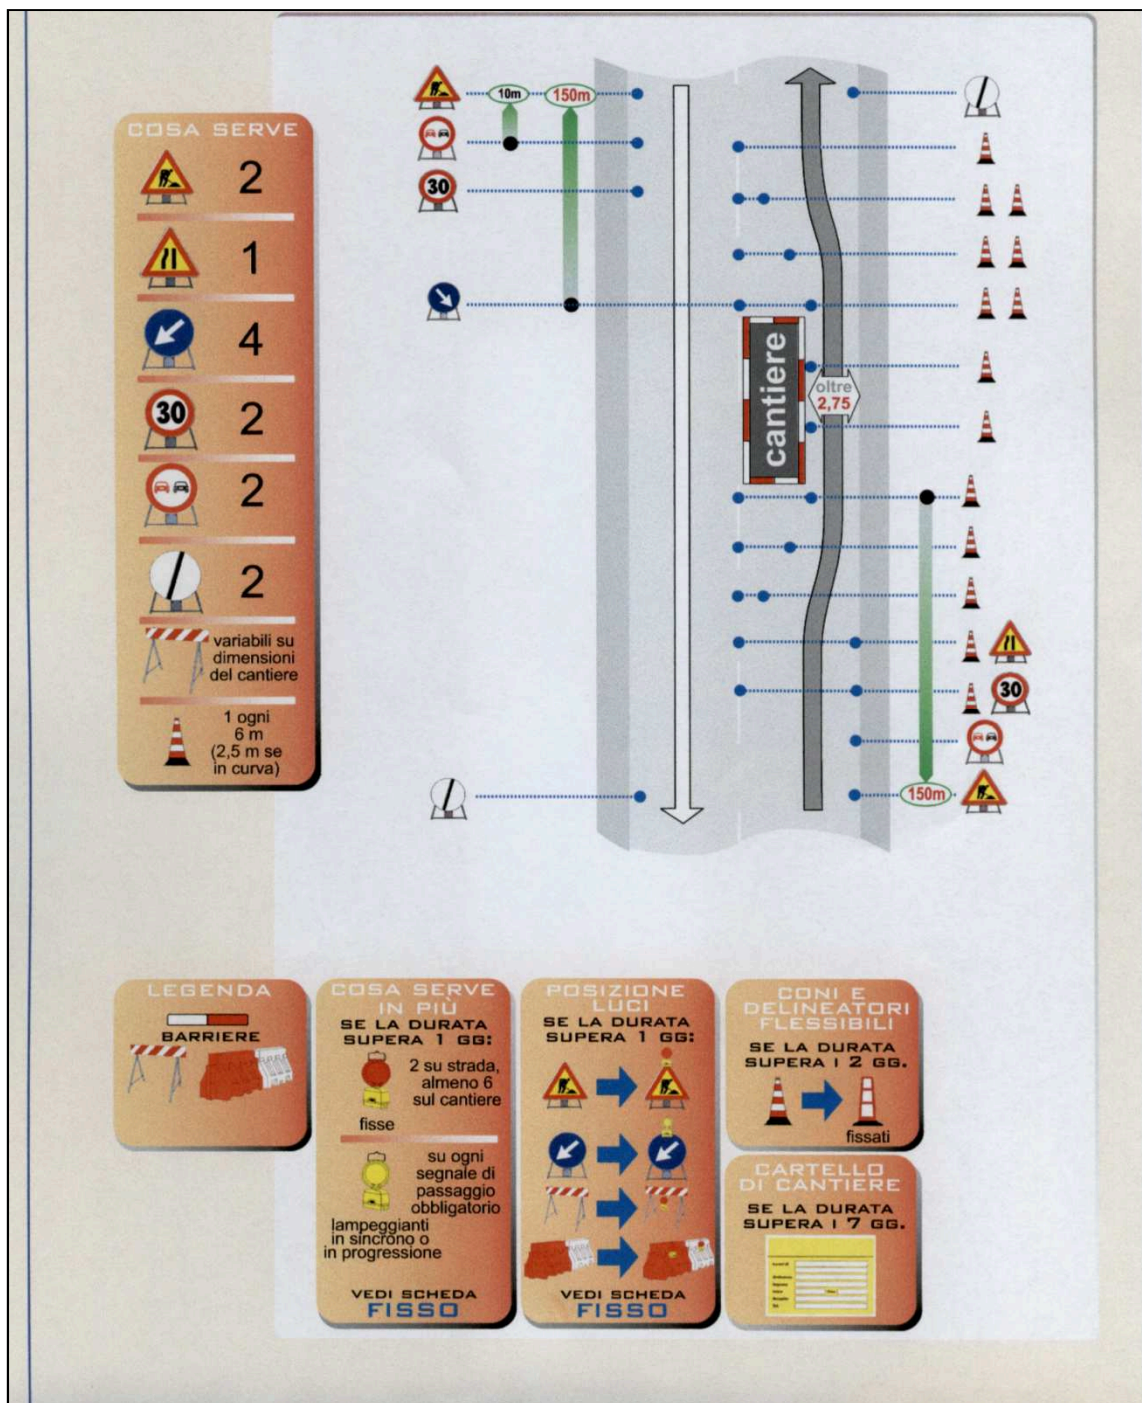 COSA SERVE
2
1
4
30
2
2
2
variabili su
dimensioni
del cantiere
1 ogni
6 m
(2,5 m se
in curva)
10m
150m
30
cantiere
oltre
2,75
30
150m
LEGENDA
BARRIERE
COSA SERVE
IN PIÙ
SE LA DURATA
SUPERA 1 GG:
2 su strada,
almeno 6
sul cantiere
fisse
su ogni
segnale di
passaggio
obbligatorio
lampeggianti
in sincrono o
in progressione
VEDI SCHEDA
FISSO
POSIZIONE
LUCI
SE LA DURATA
SUPERA 1 GG:
VEDI SCHEDA
FISSO
CONI E
DELINEATORI
FLESSIBILI
SE LA DURATA
SUPERA I 2 GG.
fissati
CARTELLO
DI CANTIERE
SE LA DURATA
SUPERA I 7 GG.